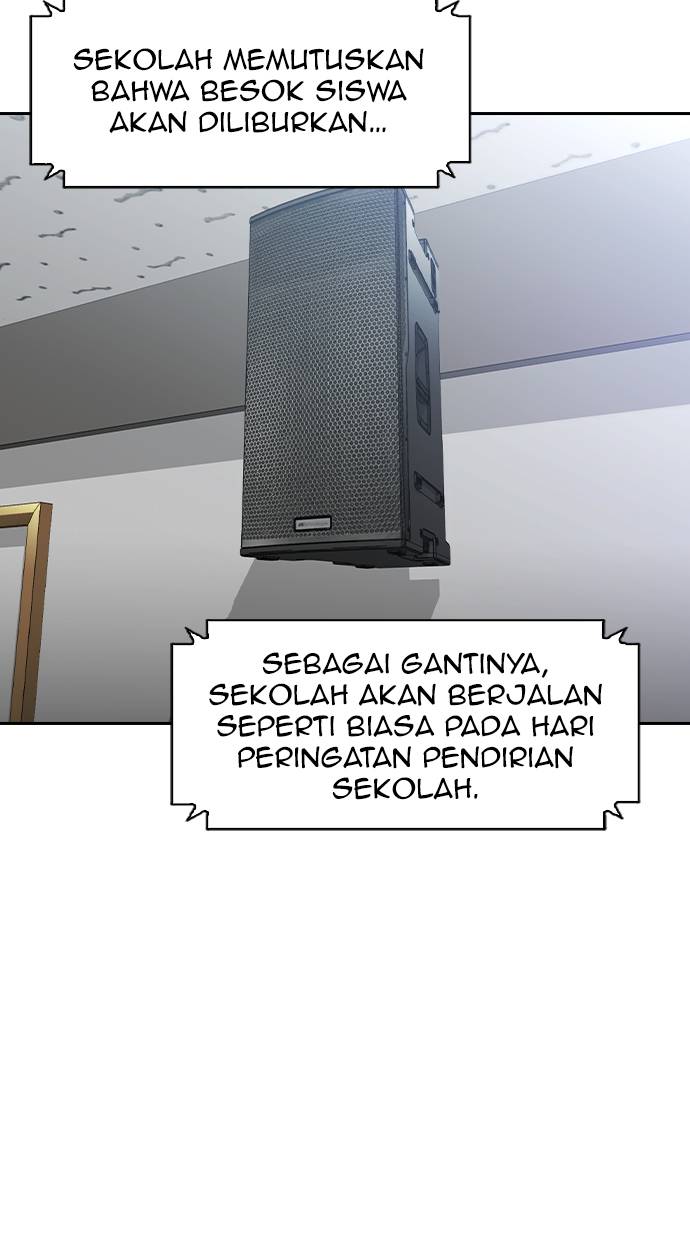 SEKOLAH MEMUTUSKAN
BAHWA BESOK SISWA
AKAN DILIBURKAN...
SEBAGAI GANTINYA,
SEKOLAH AKAN BERJALAN
SEPERTI BIASA PADA HARI
PERINGATAN PENDIRIAN
SEKOLAH.